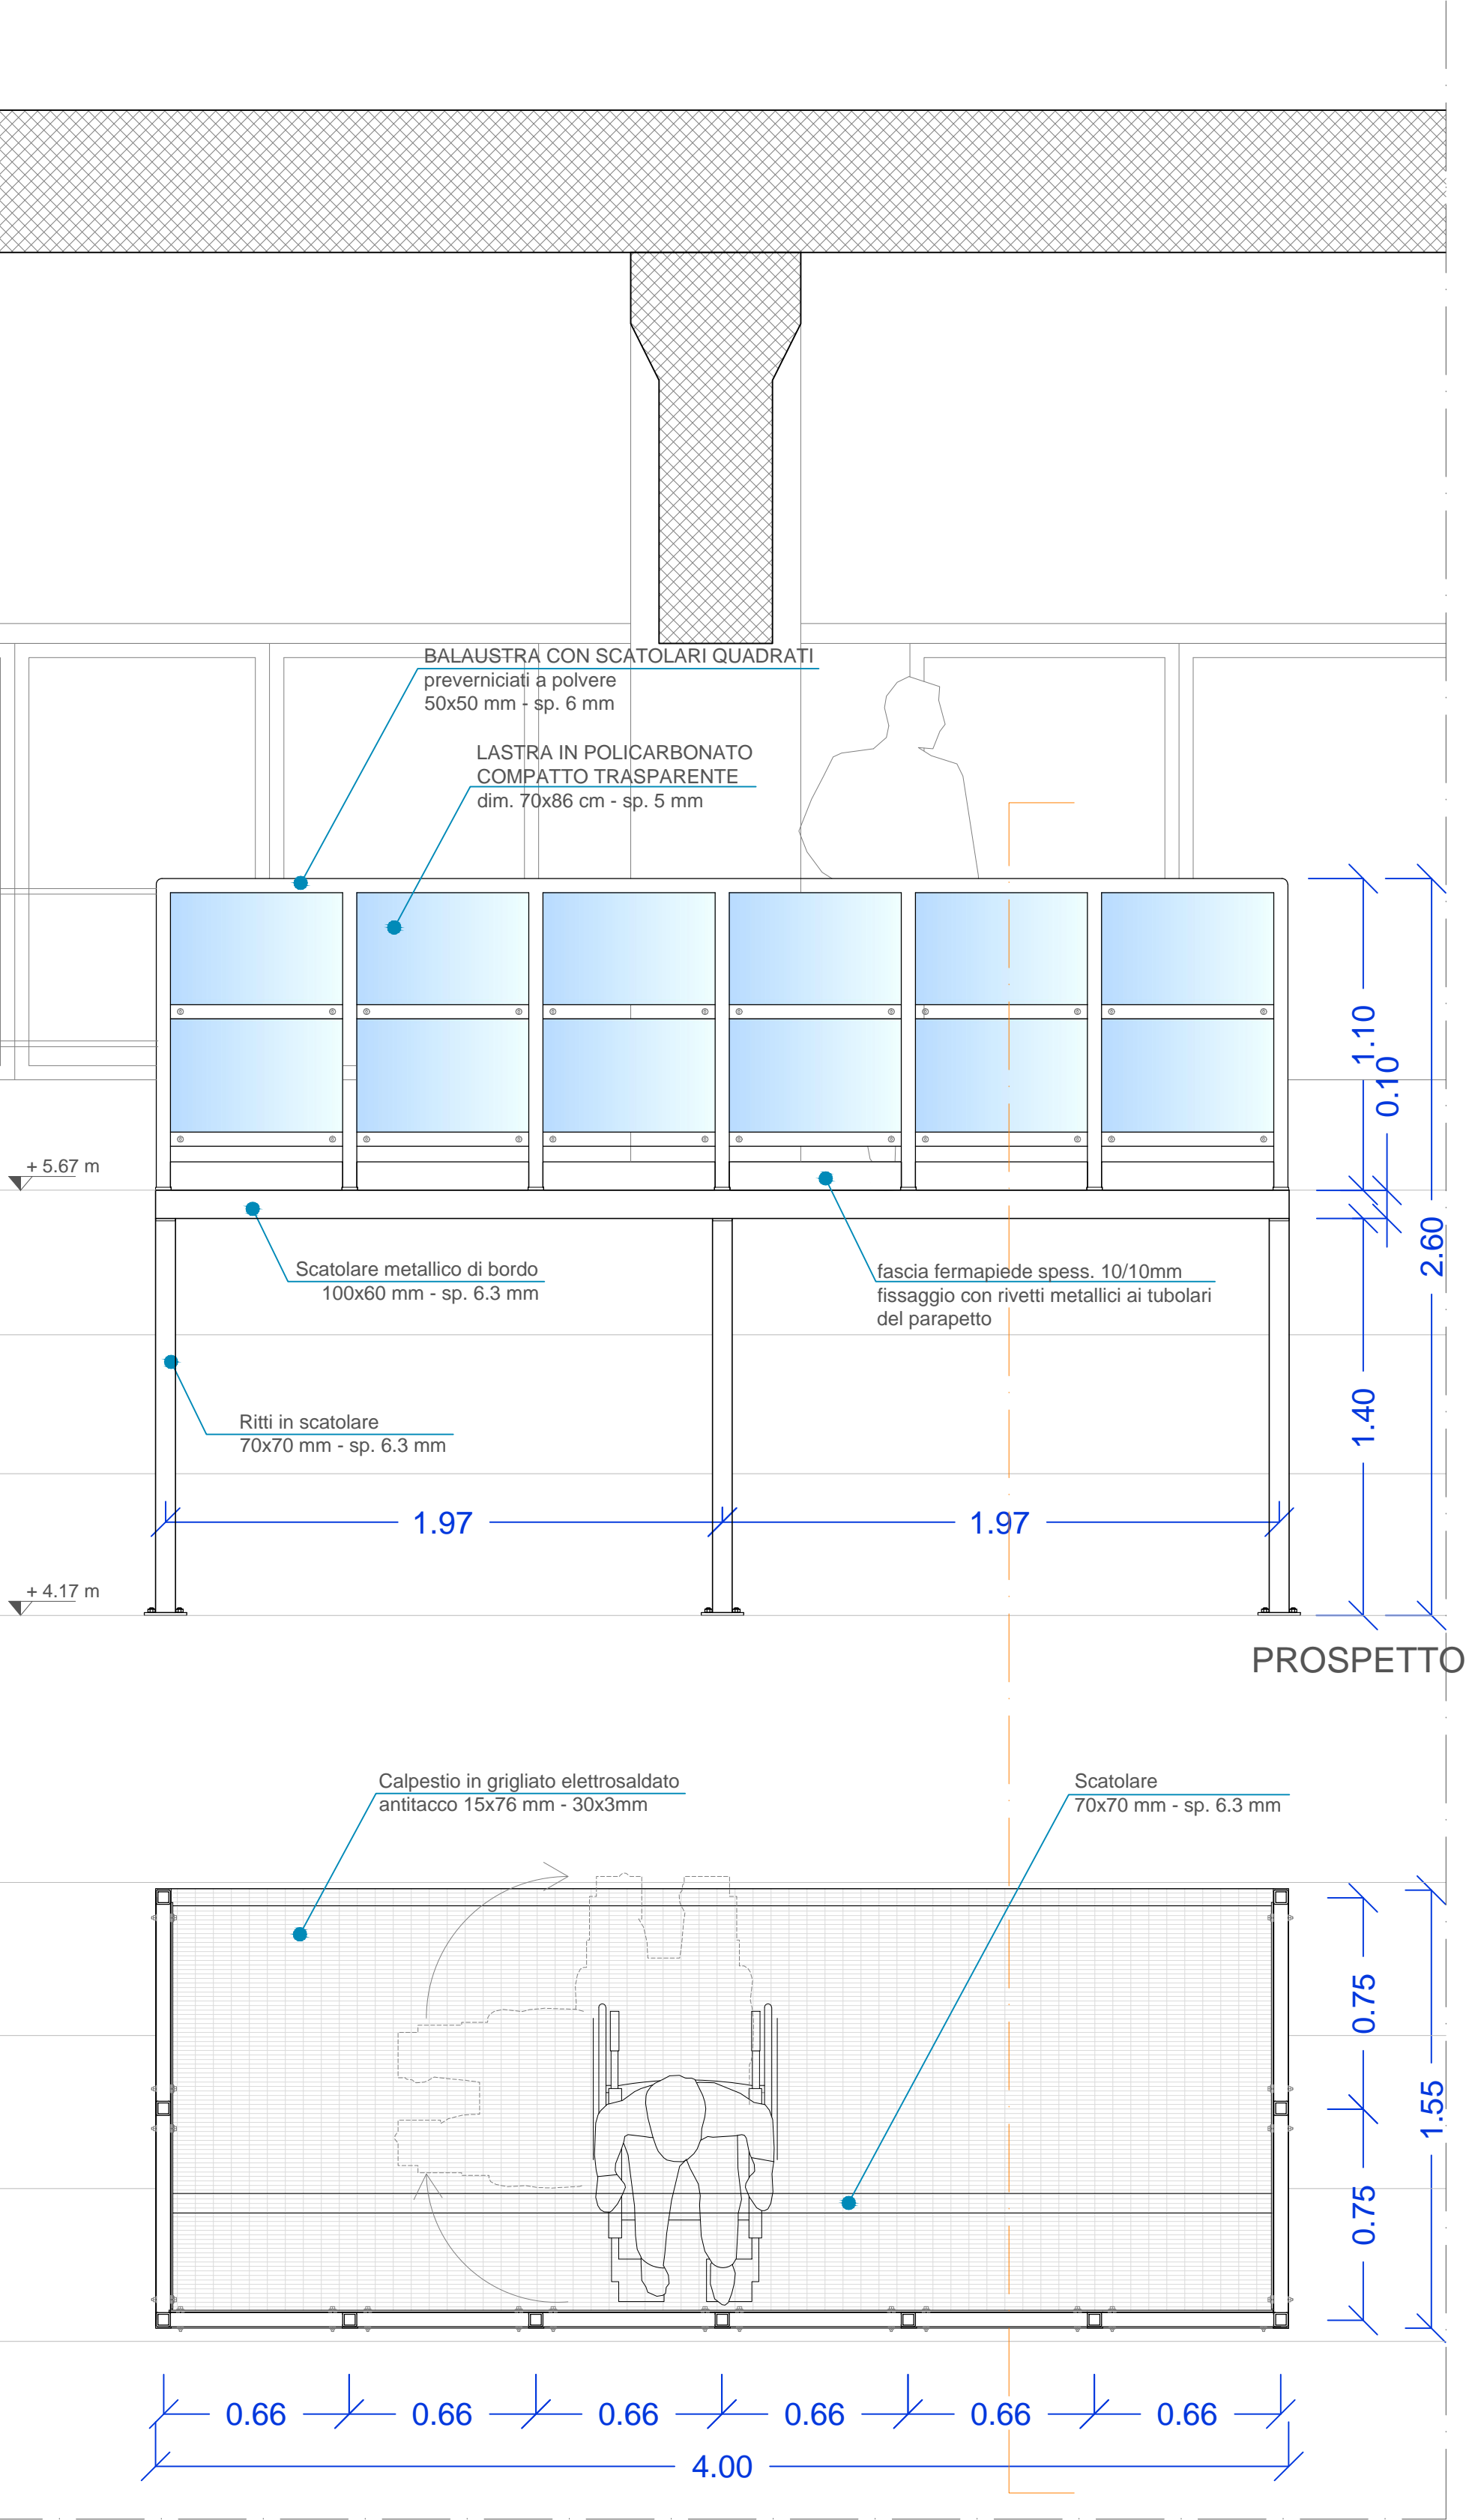 BALAUSTRA CON SCATOLARI QUADRATI
preverniciati a polvere
50x50 mm - sp. 6 mm
LASTRA IN POLICARBONATO
COMPATTO TRASPARENTE
dim. 70x86 cm - sp. 5 mm
1.10
0.10
2.60
+ 5.67 m
Scatolare metallico di bordo
100x60 mm - sp. 6.3 mm
fascia fermapiede spess. 10/10mm
fissaggio con rivetti metallici ai tubolari
del parapetto
Ritti in scatolare
70x70 mm - sp. 6.3 mm
1.40
1.97
1.97
+ 4.17 m
PROSPETTO
Calpestio in grigliato elettrosaldato
antitacco 15x76 mm - 30x3mm
Scatolare
70x70 mm - sp. 6.3 mm
0.75
1.55
0.75
0.66
0.66
0.66
0.66
0.66
0.66
4.00